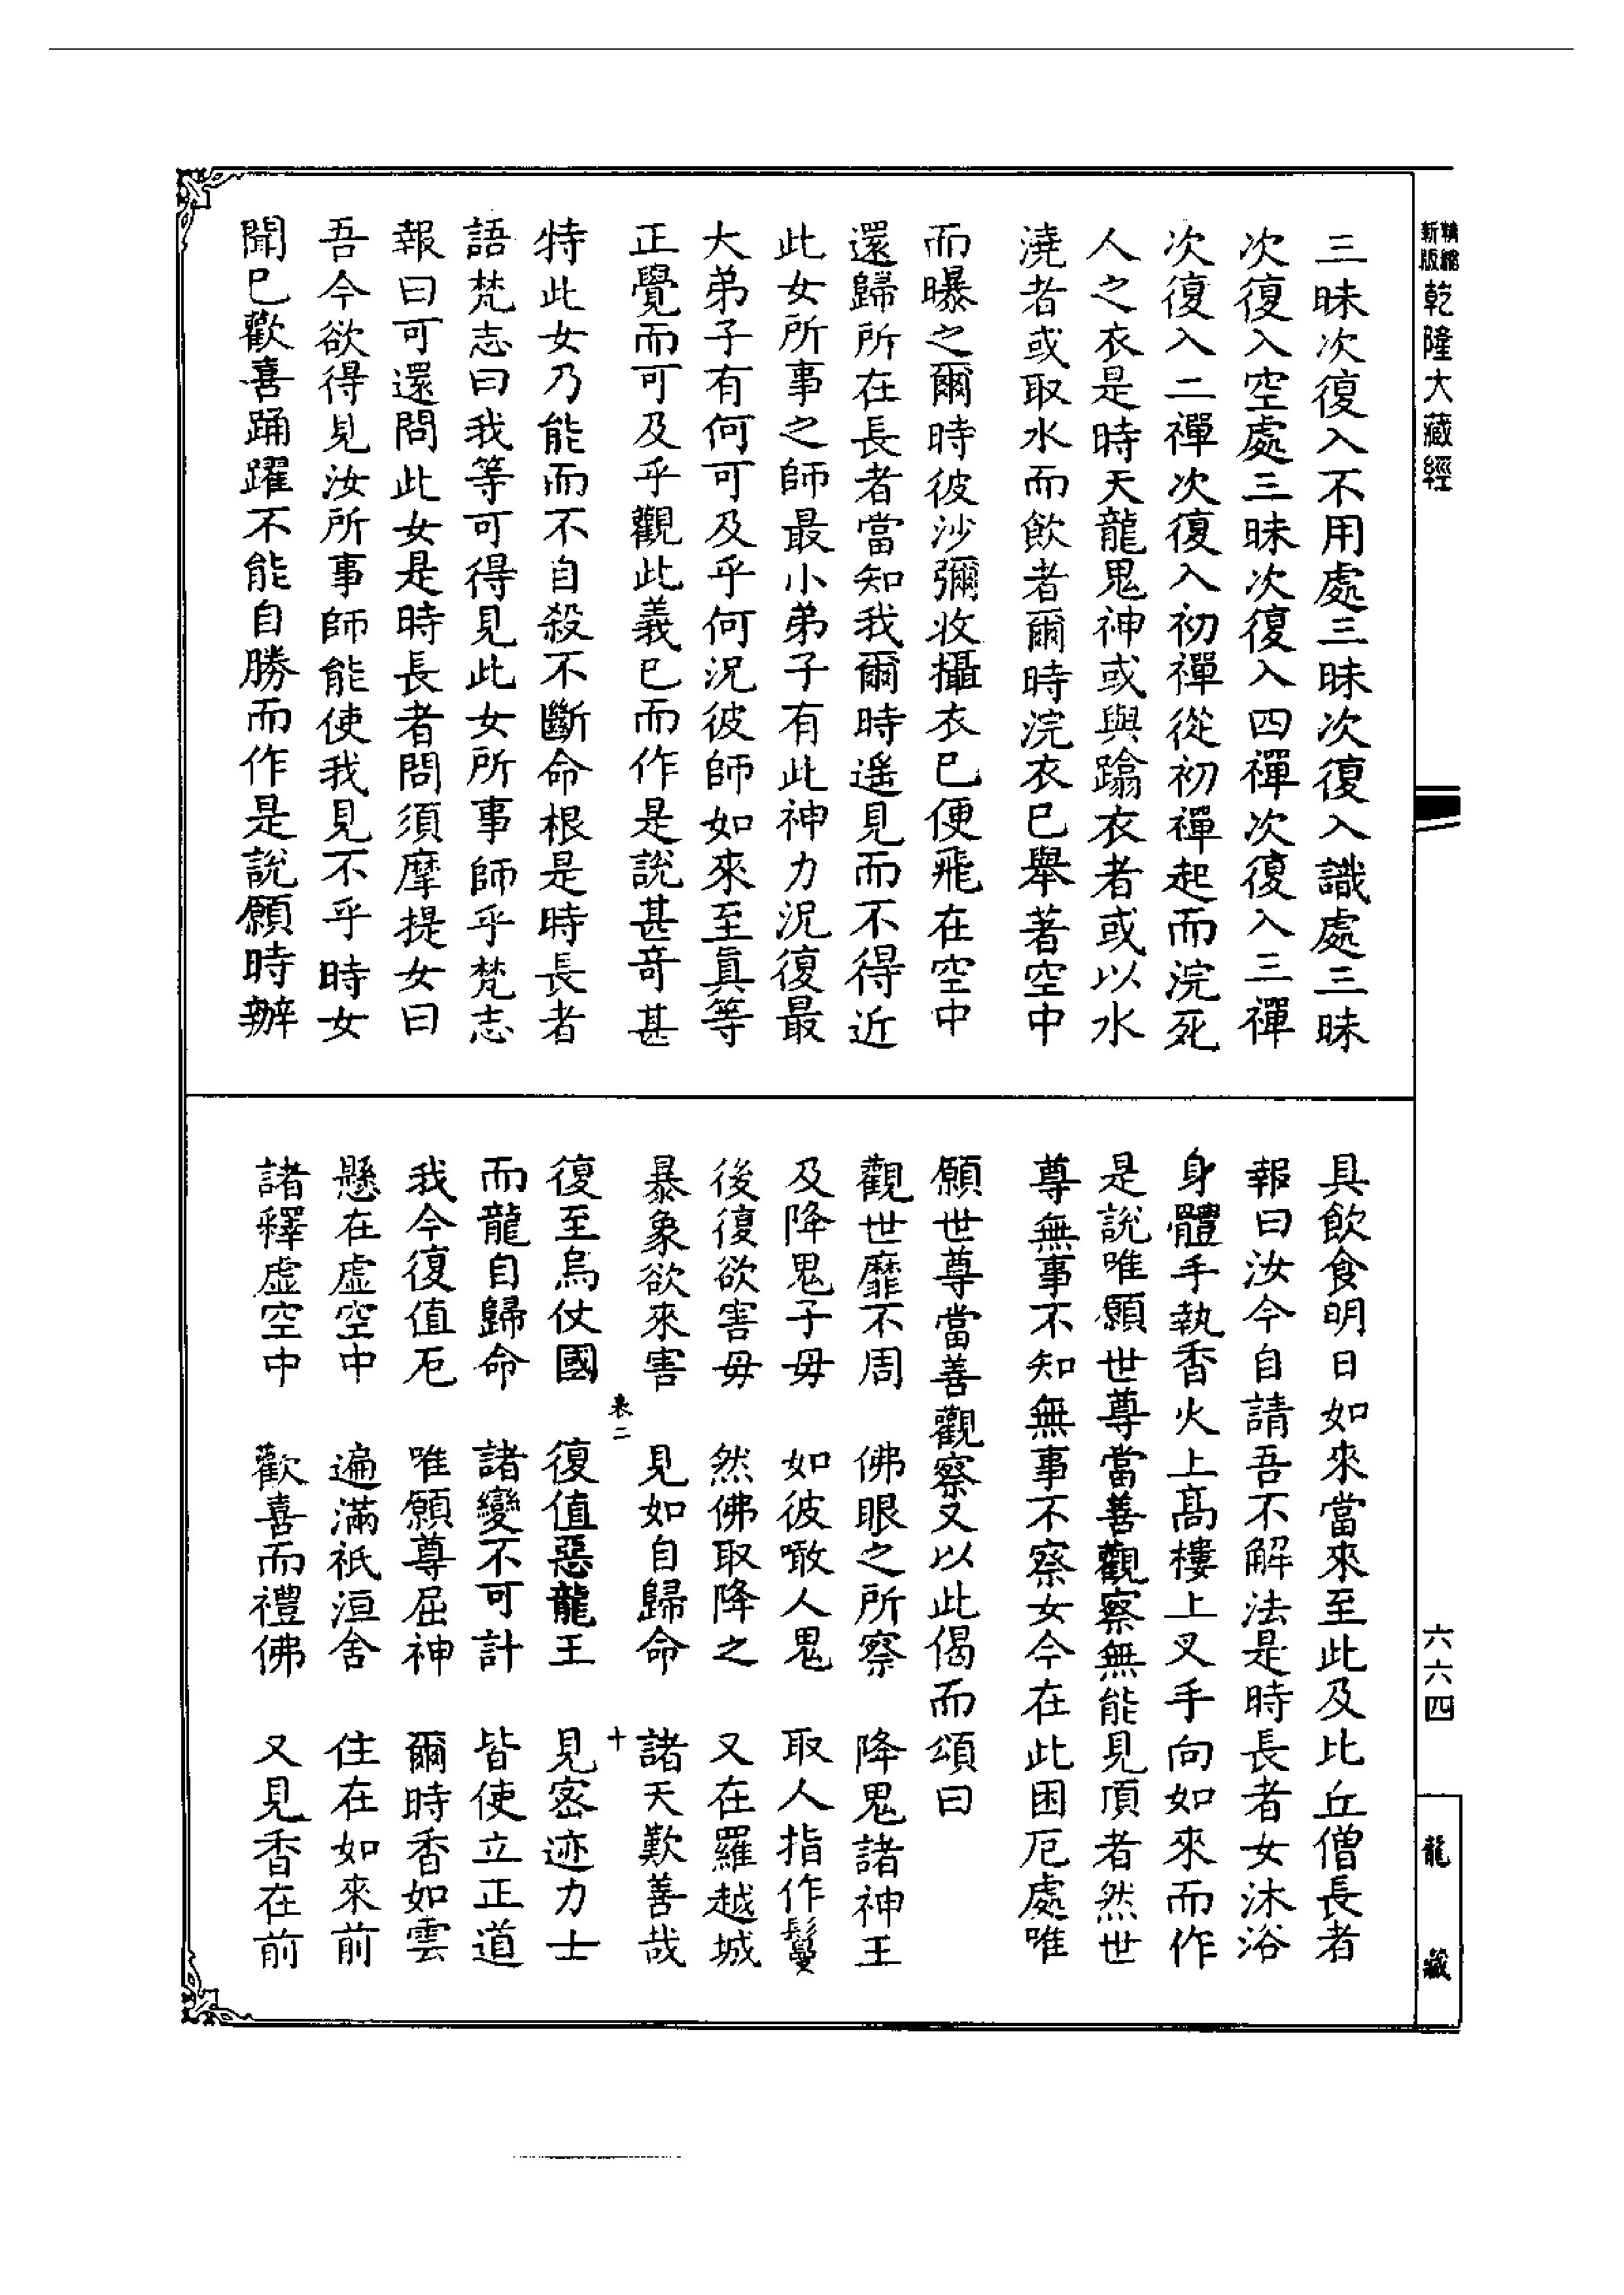 精縮新版乾隆大藏經
三昧次復入不用處三昧次復入識處三昧
次復入空處三昧次復入四禪次復入三禪
次復入二禪次復入初禪從初禪起而浣死
人之衣是時天龍鬼神或與蹹衣者或以水
澆者或取水而飲者爾時浣衣已舉著空中
而曝之爾時彼沙彌收攝衣已便飛在空中
還歸所在長者當知我爾時遙見而不得近
此女所事之師最小弟子有此神力況復最
大弟子有何可及乎何況彼師如來至真等
正覺而可及乎觀此義已而作是說甚奇甚
特此女乃能而不自殺不斷命根是時長者
語梵志曰我等可得見此女所事師乎梵志
報曰可還問此女是時長者問須摩提女曰
吾今欲得見汝所事師能使我見不乎時女
聞已歡喜踊躍不能自勝而作是說願時辦
具飲食明日如來當來至此及比丘僧長者
報曰汝今自請吾不解法是時長者女沐浴
身體手執香火上高樓上叉手向如來而作
是說唯願世尊當善觀察無能見頂者然世
尊無事不知無事不察女今在此困厄處唯
願世尊當善觀察又以此偈而頌曰
觀世靡不周 佛眼之所察 降鬼諸神王
及降鬼子母 如彼噉人鬼 取人指作鬘
後復欲害母 然佛取降之 又在羅越城
暴象欲來害 見如自歸命 諸天歎善哉
表二 十
復至烏仗國 復值惡龍王 見密迹力士
而龍自歸命 諸變不可計 皆使立正道
我今復值厄 唯願尊屈神 爾時香如雲
懸在虛空中 遍滿祇洹舍 住在如來前
諸釋虛空中 歡喜而禮佛 又見香在前
六六四
龍藏